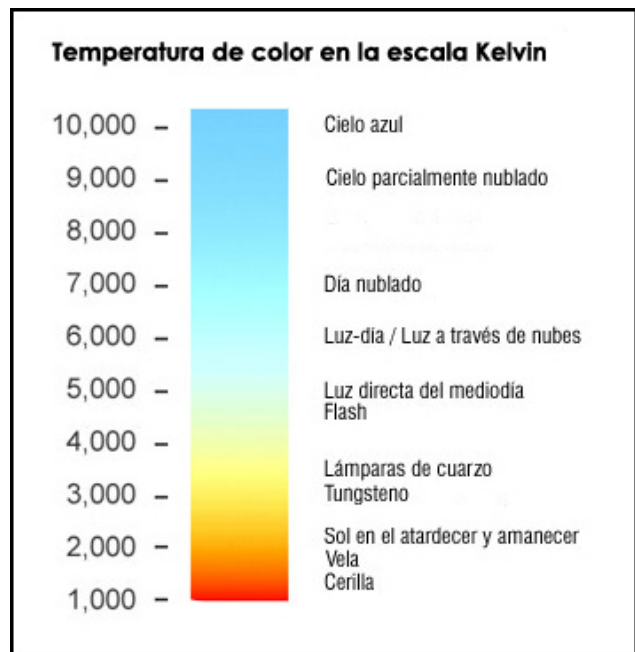 Temperatura de color en la escala Kelvin
10,000 – Cielo azul
9,000 – Cielo parcialmente nublado
8,000 –
7,000 – Día nublado
6,000 – Luz-día / Luz a través de nubes
5,000 – Luz directa del mediodía
Flash
4,000 –
Lámparas de cuarzo
3,000 – Tungsteno
Sol en el atardecer y amanecer
2,000 – Vela
Cerilla
1,000 –